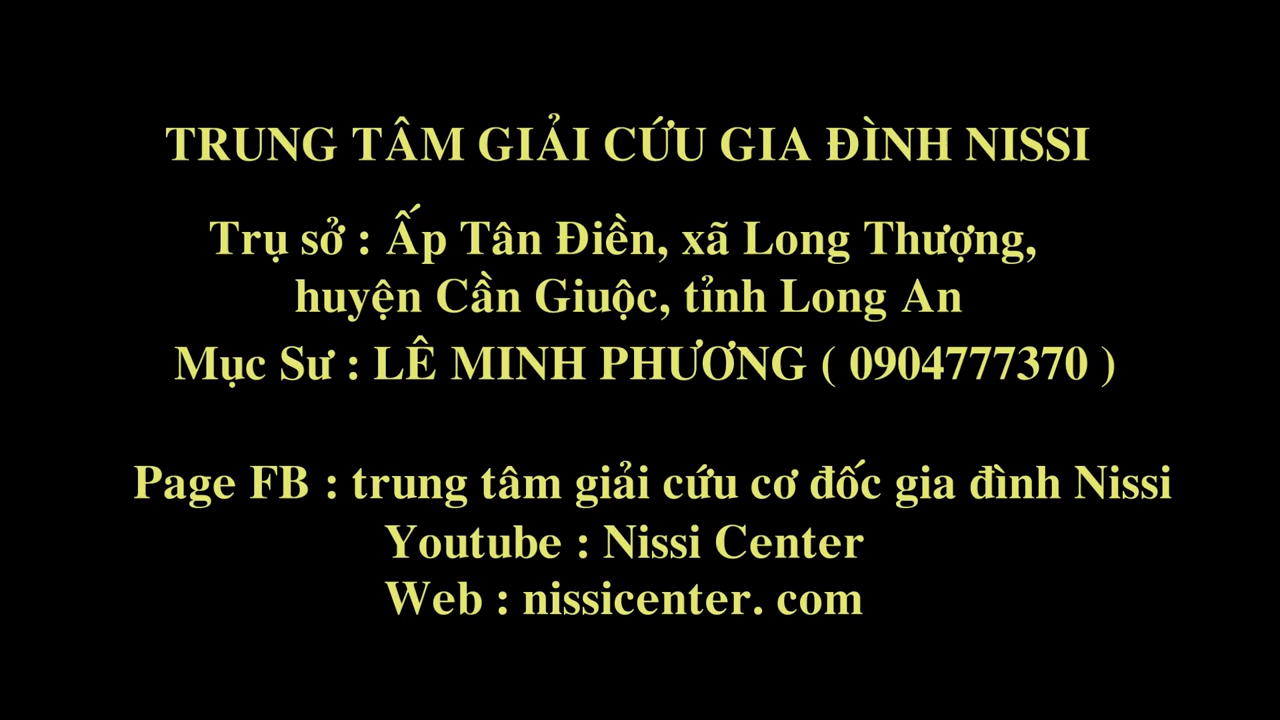 TRUNG TÂM GIẢI CỨU GIA ĐÌNH NISSI
Trụ sở : Ấp Tân Điền, xã Long Thượng,
huyện Cần Giuộc, tỉnh Long An
Mục Sư : LÊ MINH PHƯƠNG ( 0904777370 )
Page FB : trung tâm giải cứu cơ đốc gia đình Nissi
Youtube : Nissi Center
Web : nissicenter. com